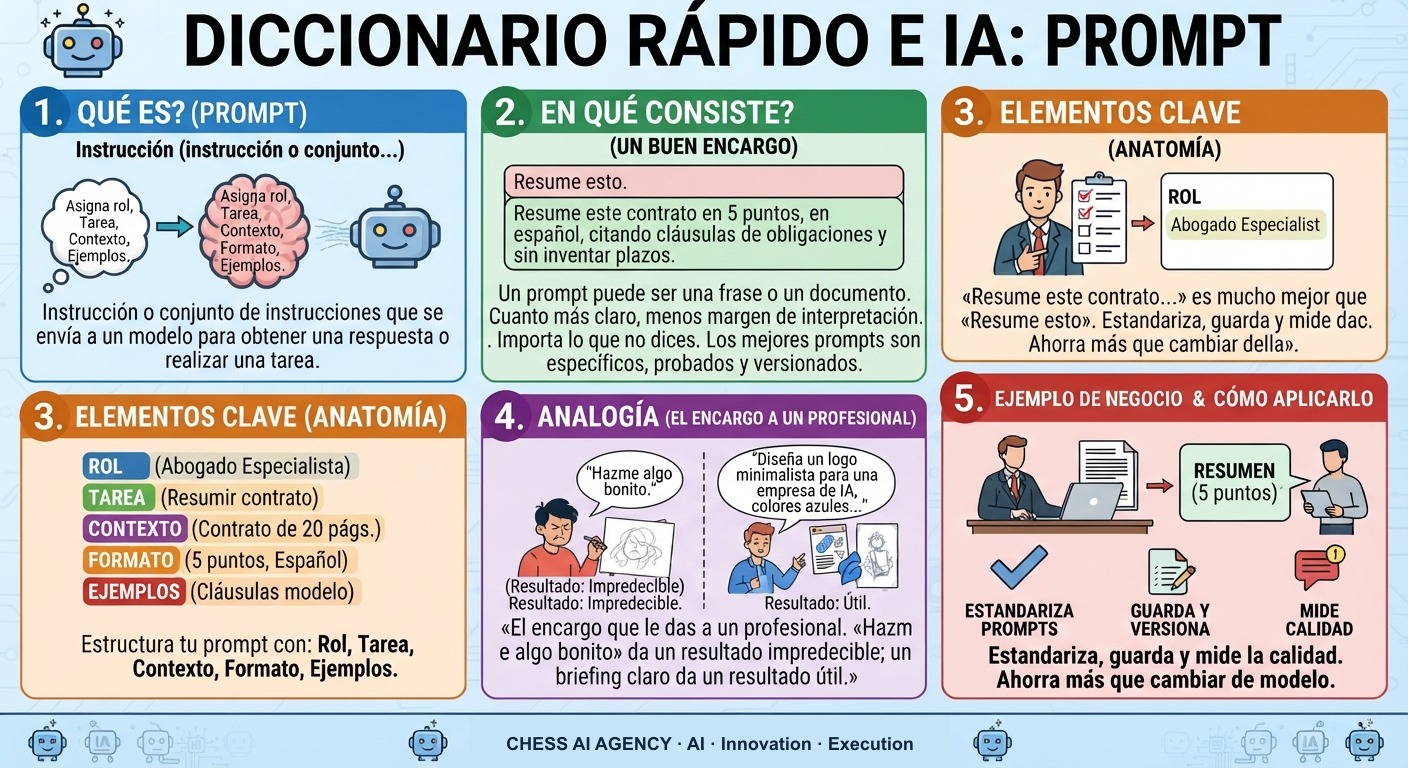 DICCIONARIO RÁPIDO E IA: PROMPT
1. QUÉ ES? (PROMPT)
Instrucción (instrucción o conjunto...)
Asigna rol,
Tarea,
Contexto,
Ejemplos.
Asigna rol,
Tarea,
Contexto,
Formato,
Ejemplos.
Instrucción o conjunto de instrucciones que se
envía a un modelo para obtener una respuesta o
realizar una tarea.
2. EN QUÉ CONSISTE?
(UN BUEN ENCARGO)
Resume esto.
Resume este contrato en 5 puntos, en
español, citando cláusulas de obligaciones y
sin inventar plazos.
Un prompt puede ser una frase o un documento.
Cuanto más claro, menos margen de interpretación.
. Importa lo que no dices. Los mejores prompts son
específicos, probados y versionados.
3. ELEMENTOS CLAVE
(ANATOMÍA)
ROL
Abogado Especialist
«Resume este contrato...» es mucho mejor que
«Resume esto». Estandariza, guarda y mide dac.
Ahorra más que cambiar della».
3. ELEMENTOS CLAVE (ANATOMÍA)
ROL (Abogado Especialista)
TAREA (Resumir contrato)
CONTEXTO (Contrato de 20 págs.)
FORMATO (5 puntos, Español)
EJEMPLOS (Cláusulas modelo)
Estructura tu prompt con: Rol, Tarea,
Contexto, Formato, Ejemplos.
4. ANALOGÍA (EL ENCARGO A UN PROFESIONAL)
"Hazme algo
bonito."
(Resultado: Impredecible)
Resultado: Impredecible.
"Diseña un logo
minimalista para una
empresa de IA,
colores azules..."
Resultado: Útil.
«El encargo que le das a un profesional. «Hazm
e algo bonito» da un resultado impredecible; un
briefing claro da un resultado útil.»
5. EJEMPLO DE NEGOCIO & CÓMO APLICARLO
RESUMEN
(5 puntos)
ESTANDARIZA
PROMPTS
GUARDA Y
VERSIONA
MIDE
CALIDAD
Estandariza, guarda y mide la calidad.
Ahorra más que cambiar de modelo.
IA
CHESS AI AGENCY · AI · Innovation · Execution
IA